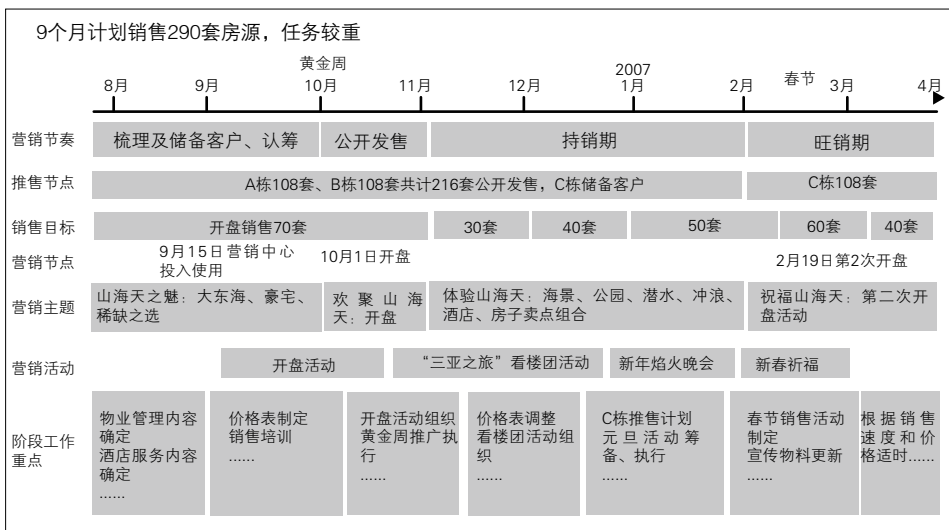 9个月计划销售290套房源，任务较重
黄金周
2007
春节
8月 9月 10月 11月 12月 1月 2月 3月 4月
营销节奏
梳理及储备客户、认筹
公开发售
持销期
旺销期
推售节点
A栋108套、B栋108套共计216套公开发售，C栋储备客户
C栋108套
销售目标
开盘销售70套
30套
40套
50套
60套
40套
营销节点
9月15日营销中心
投入使用
10月1日开盘
2月19日第2次开盘
营销主题
山海天之魅：大东海、豪宅、
稀缺之选
欢聚山海
天：开盘
体验山海天：海景、公园、潜水、冲浪、
酒店、房子卖点组合
祝福山海天：第二次开
盘活动
营销活动
开盘活动
“三亚之旅”看楼团活动
新年焰火晚会
新春祈福
阶段工作
重点
物业管理内容
确定
酒店服务内容
确定
......
价格表制定
销售培训
......
开盘活动组织
黄金周推广执
行
......
价格表调整
看楼团活动组
织
......
C栋推售计划
元旦活动筹
备、执行
......
春节销售活动
制定
宣传物料更新
......
根据销售
速度和价
格适时......